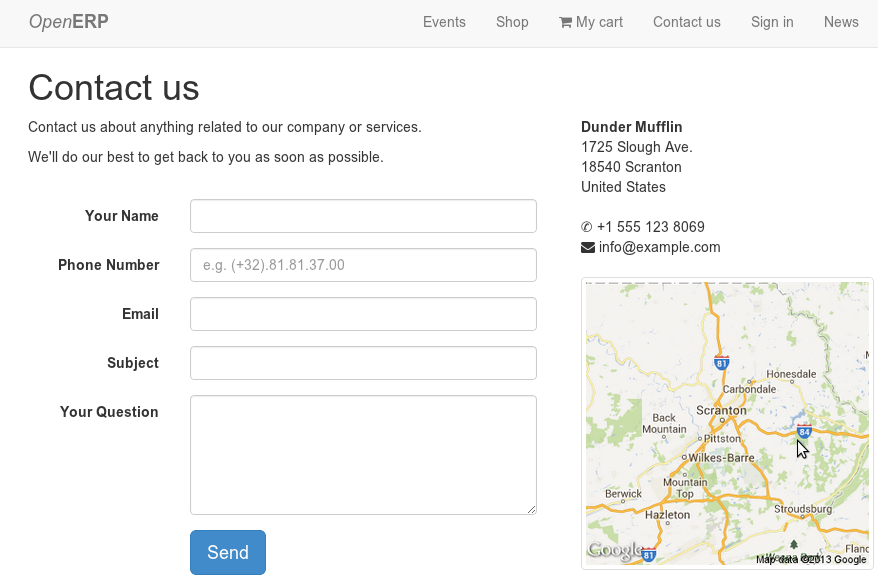 OpenERP
Events Shop My cart Contact us Sign in News
Contact us
Contact us about anything related to our company or services.
We'll do our best to get back to you as soon as possible.
Your Name
Phone Number e.g. (+32).81.81.37.00
Email
Subject
Your Question
Send
Dunder Mufflin
1725 Slough Ave.
18540 Scranton
United States
✆ +1 555 123 8069
info@example.com
81
Honesdale
Carbondale
Scranton
Back
Mountain
84
Pittston
Wilkes-Barre
Mountain
Top
Berwick
Stroudsburg
Hazleton
Google
81
Map data ©2013 Google